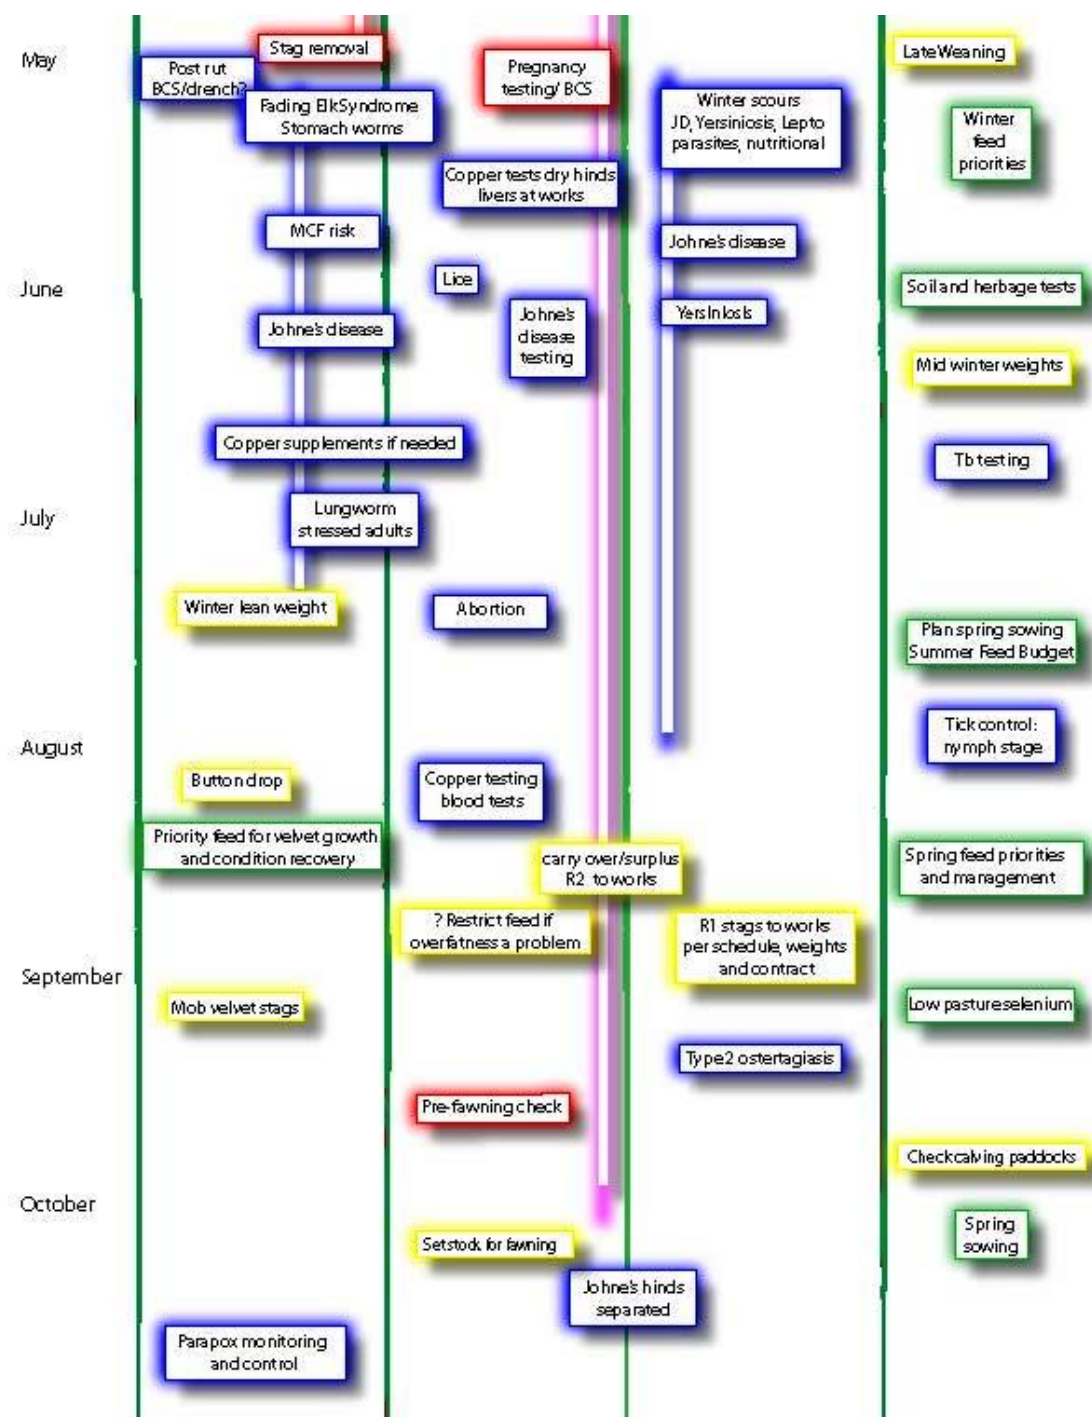 May
Stag removal
Late Weaning
Post rut
BCS/drench?
Pregnancy
testing/ BCS
Fading Elk Syndrome
Stomach worms
Winter scours
JD, Yersiniosis, Lepto
parasites, nutritional
Winter
feed
priorities
Copper tests dry hinds
livers at works
MCF risk
Johne's disease
June
Lice
Soil and herbage tests
Johne's disease
Johne's
disease
testing
Yersiniosis
Mid winter weights
Copper supplements if needed
Tb testing
July
Lungworm
stressed adults
Winter lean weight
Abortion
Plan spring sowing
Summer Feed Budget
August
Tick control:
nymph stage
Button drop
Copper testing
blood tests
Priority feed for velvet growth
and condition recovery
carry over/surplus
R2 to works
Spring feed priorities
and management
? Restrict feed if
overfatness a problem
R1 stags to works
per schedule, weights
and contract
September
Mob velvet stags
Low pasture selenium
Type 2 ostertagiasis
Pre-fawning check
Check calving paddocks
October
Set stock for fawning
Spring
sowing
Johne's hinds
separated
Parapox monitoring
and control